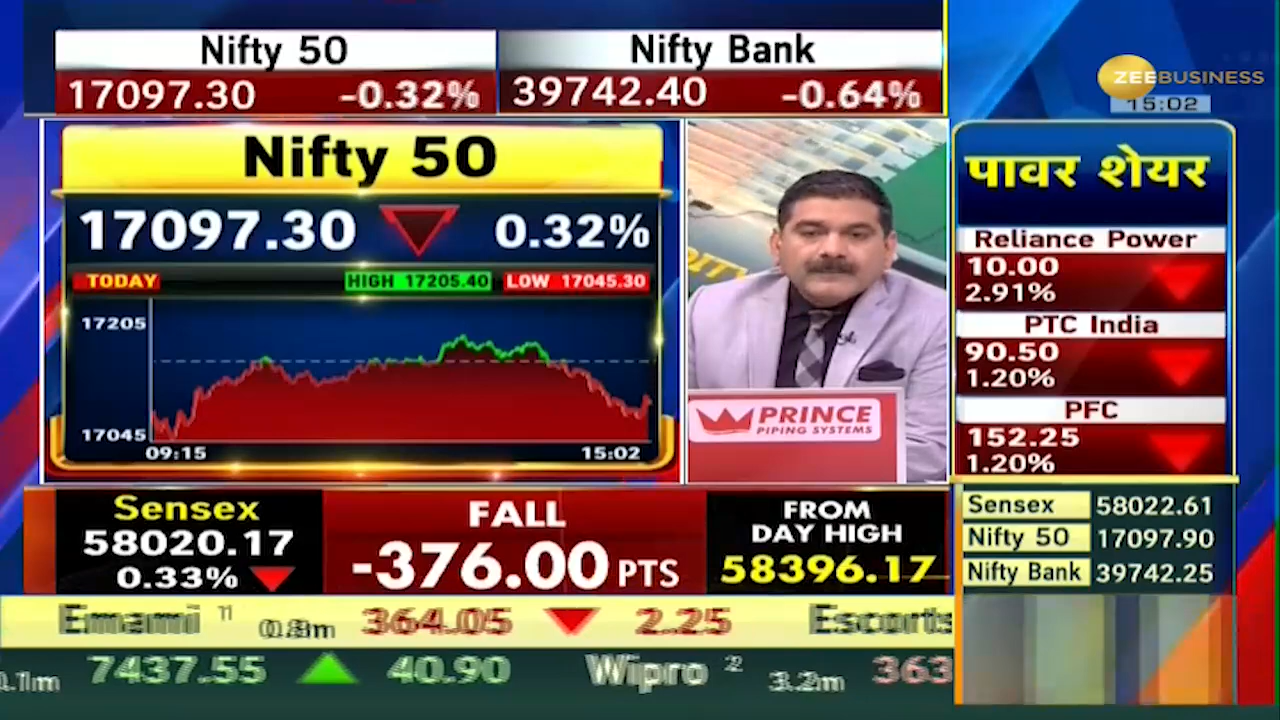 Nifty 50
Nifty Bank
17097.30 -0.32%
39742.40 -0.64%
ZEEBUSINESS
15:02
Nifty 50
17097.30 0.32%
TODAY HIGH 17205.40 LOW 17045.30
17205
17045
09:15 15:02
PRINCE
PIPING SYSTEMS
पावर शेयर
Reliance Power
10.00
2.91%
PTC India
90.50
1.20%
PFC
152.25
1.20%
Sensex
58020.17
0.33%
FALL
-376.00 PTS
FROM
DAY HIGH
58396.17
Sensex 58022.61
Nifty 50 17097.90
Nifty Bank 39742.25
Emami 364.05 2.25 Escorts
7437.55 40.90 Wipro 2 3.2m 363